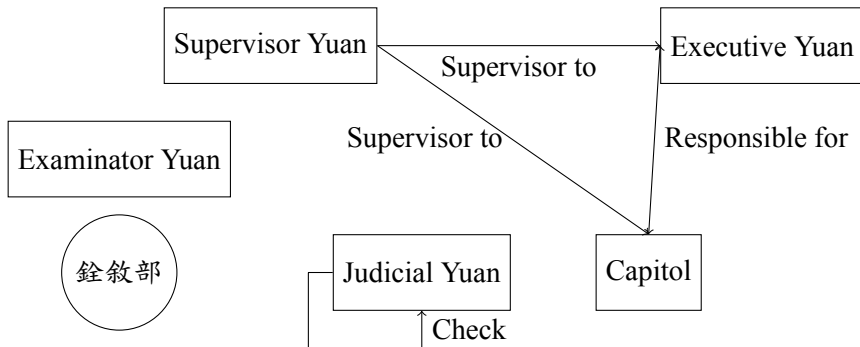 Supervisor Yuan
Executive Yuan
Supervisor to
Supervisor to
Responsible for
Examinator Yuan
銓敘部
Judicial Yuan
Capitol
Check